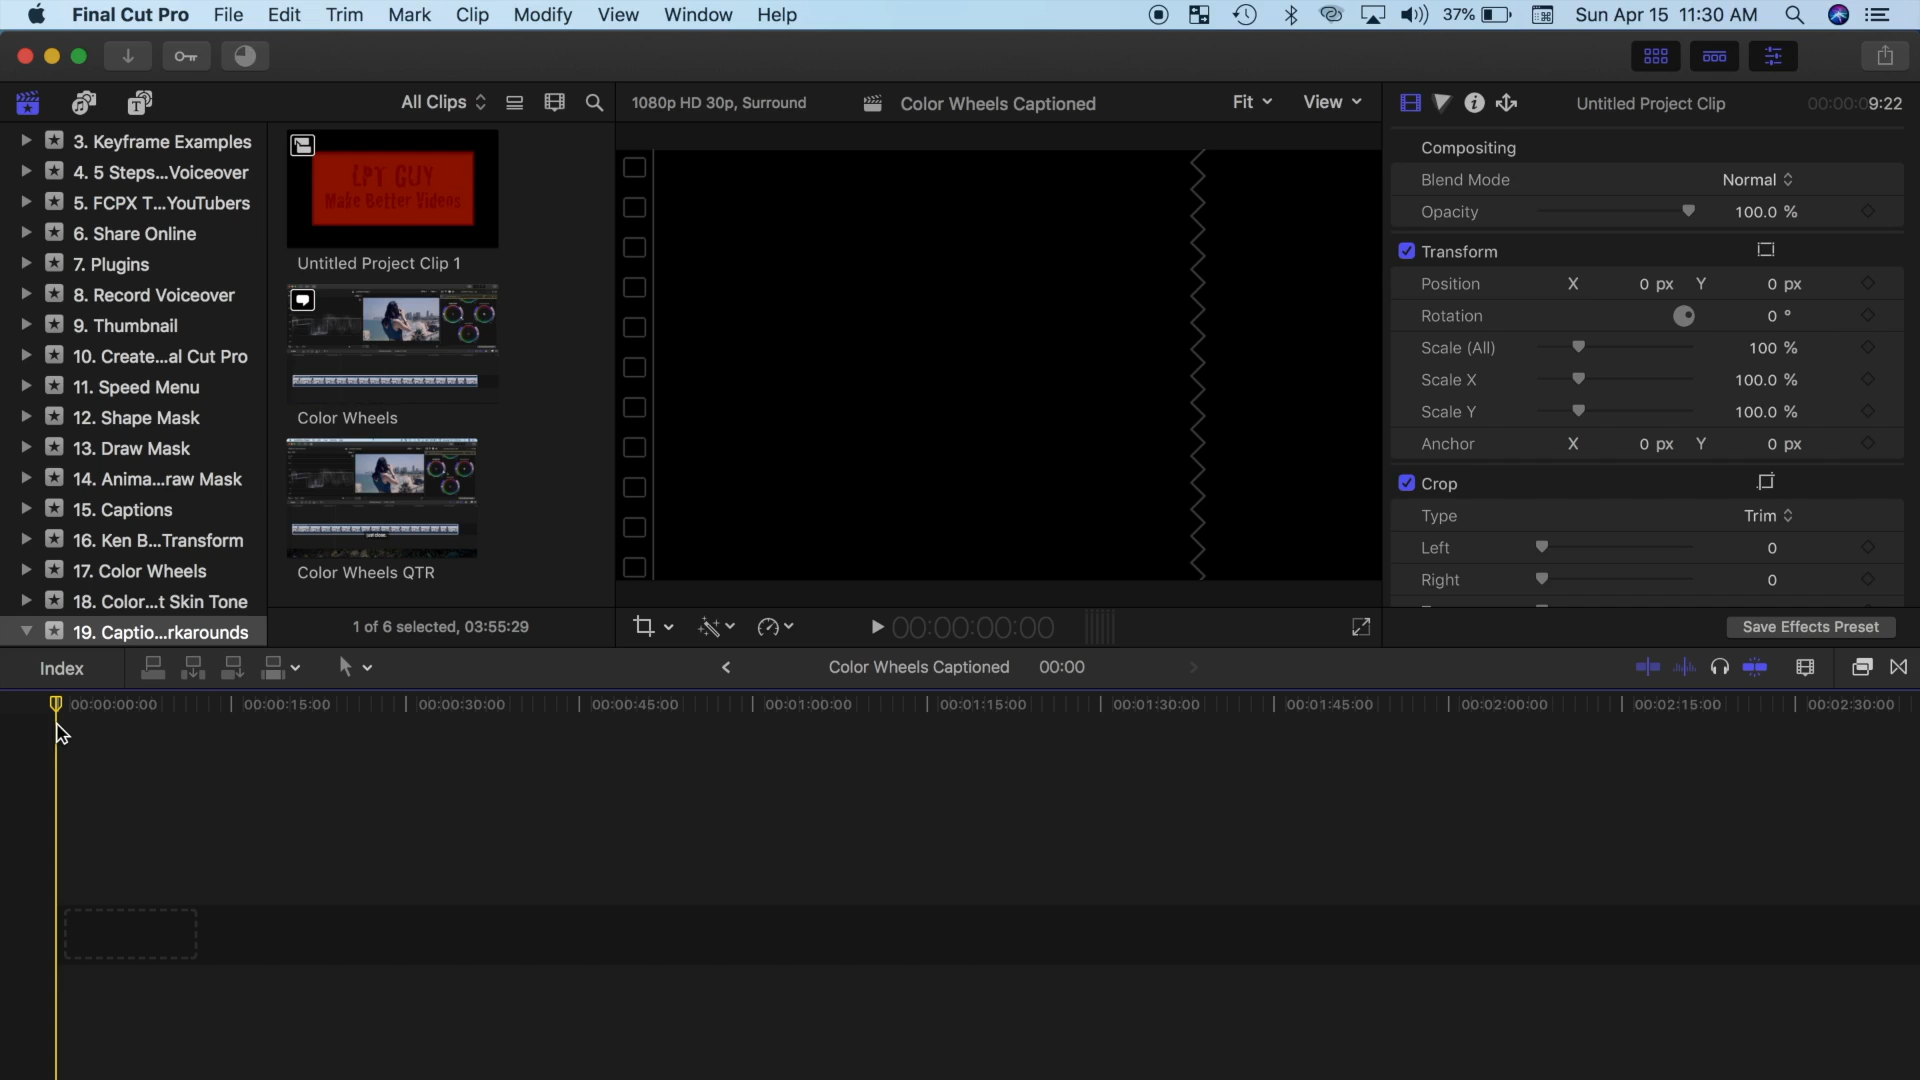 Final Cut Pro File Edit Trim Mark Clip Modify View Window Help 37% Sun Apr 15 11:30 AM
All Clips 1080p HD 30p, Surround Color Wheels Captioned Fit View Untitled Project Clip 00:00:09:22
3. Keyframe Examples
4. 5 Steps...Voiceover
5. FCPX T...YouTubers
6. Share Online
7. Plugins
8. Record Voiceover
9. Thumbnail
10. Create...al Cut Pro
11. Speed Menu
12. Shape Mask
13. Draw Mask
14. Anima...raw Mask
15. Captions
16. Ken B...Transform
17. Color Wheels
18. Color...t Skin Tone
19. Captio...rkarounds
LPT GUY
Make Better Videos
Untitled Project Clip 1
Color Wheels
Color Wheels QTR
1 of 6 selected, 03:55:29
00:00:00:00
Compositing
Blend Mode Normal
Opacity 100.0 %
Transform
Position X 0 px Y 0 px
Rotation 0 °
Scale (All) 100 %
Scale X 100.0 %
Scale Y 100.0 %
Anchor X 0 px Y 0 px
Crop
Type Trim
Left 0
Right 0
Save Effects Preset
Index Color Wheels Captioned 00:00
00:00:00:00 00:00:15:00 00:00:30:00 00:00:45:00 00:01:00:00 00:01:15:00 00:01:30:00 00:01:45:00 00:02:00:00 00:02:15:00 00:02:30:00